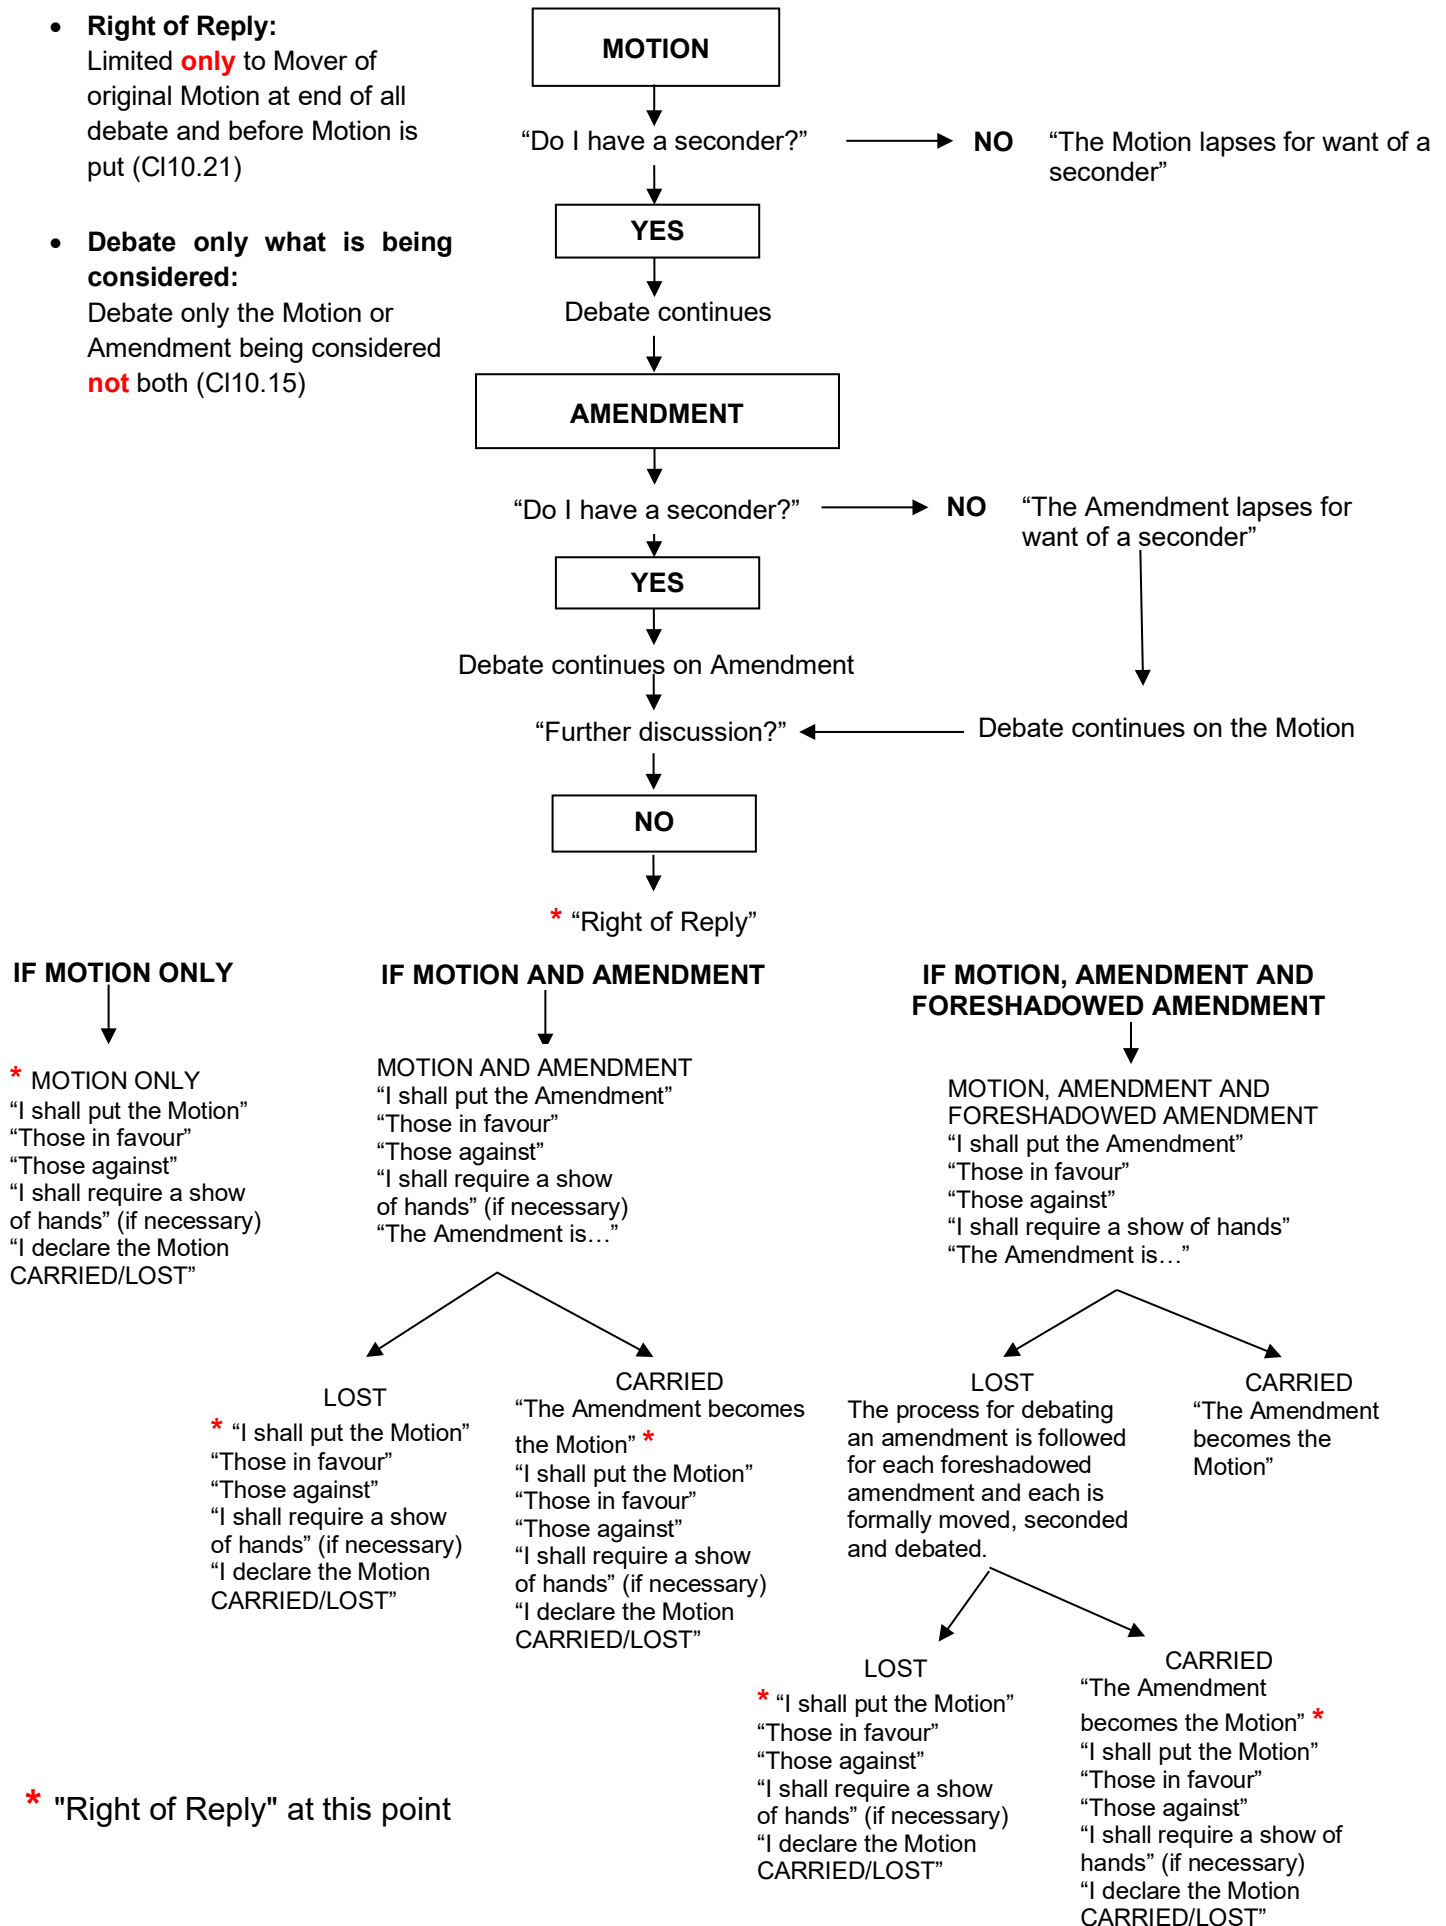 • Right of Reply:
Limited only to Mover of
original Motion at end of all
debate and before Motion is
put (Cl10.21)
• Debate only what is being
considered:
Debate only the Motion or
Amendment being considered
not both (Cl10.15)
MOTION
“Do I have a seconder?”
NO “The Motion lapses for want of a
seconder”
YES
Debate continues
AMENDMENT
“Do I have a seconder?”
NO “The Amendment lapses for
want of a seconder”
YES
Debate continues on Amendment
“Further discussion?”
Debate continues on the Motion
NO
* “Right of Reply”
IF MOTION ONLY
* MOTION ONLY
“I shall put the Motion”
“Those in favour”
“Those against”
“I shall require a show
of hands” (if necessary)
“I declare the Motion
CARRIED/LOST”
IF MOTION AND AMENDMENT
MOTION AND AMENDMENT
“I shall put the Amendment”
“Those in favour”
“Those against”
“I shall require a show
of hands” (if necessary)
“The Amendment is…”
LOST
* “I shall put the Motion”
“Those in favour”
“Those against”
“I shall require a show
of hands” (if necessary)
“I declare the Motion
CARRIED/LOST”
CARRIED
“The Amendment becomes
the Motion” *
“I shall put the Motion”
“Those in favour”
“Those against”
“I shall require a show
of hands” (if necessary)
“I declare the Motion
CARRIED/LOST”
IF MOTION, AMENDMENT AND
FORESHADOWED AMENDMENT
MOTION, AMENDMENT AND
FORESHADOWED AMENDMENT
“I shall put the Amendment”
“Those in favour”
“Those against”
“I shall require a show of hands”
“The Amendment is…”
LOST
The process for debating
an amendment is followed
for each foreshadowed
amendment and each is
formally moved, seconded
and debated.
CARRIED
“The Amendment
becomes the
Motion”
LOST
* “I shall put the Motion”
“Those in favour”
“Those against”
“I shall require a show
of hands” (if necessary)
“I declare the Motion
CARRIED/LOST”
CARRIED
“The Amendment
becomes the Motion” *
“I shall put the Motion”
“Those in favour”
“Those against”
“I shall require a show of
hands” (if necessary)
“I declare the Motion
CARRIED/LOST”
* "Right of Reply" at this point